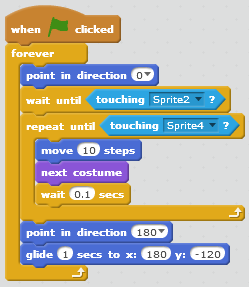 when clicked
forever
point in direction 0
wait until touching Sprite2 ?
repeat until touching Sprite4 ?
move 10 steps
next costume
wait 0.1 secs
point in direction 180
glide 1 secs to x: 180 y: -120